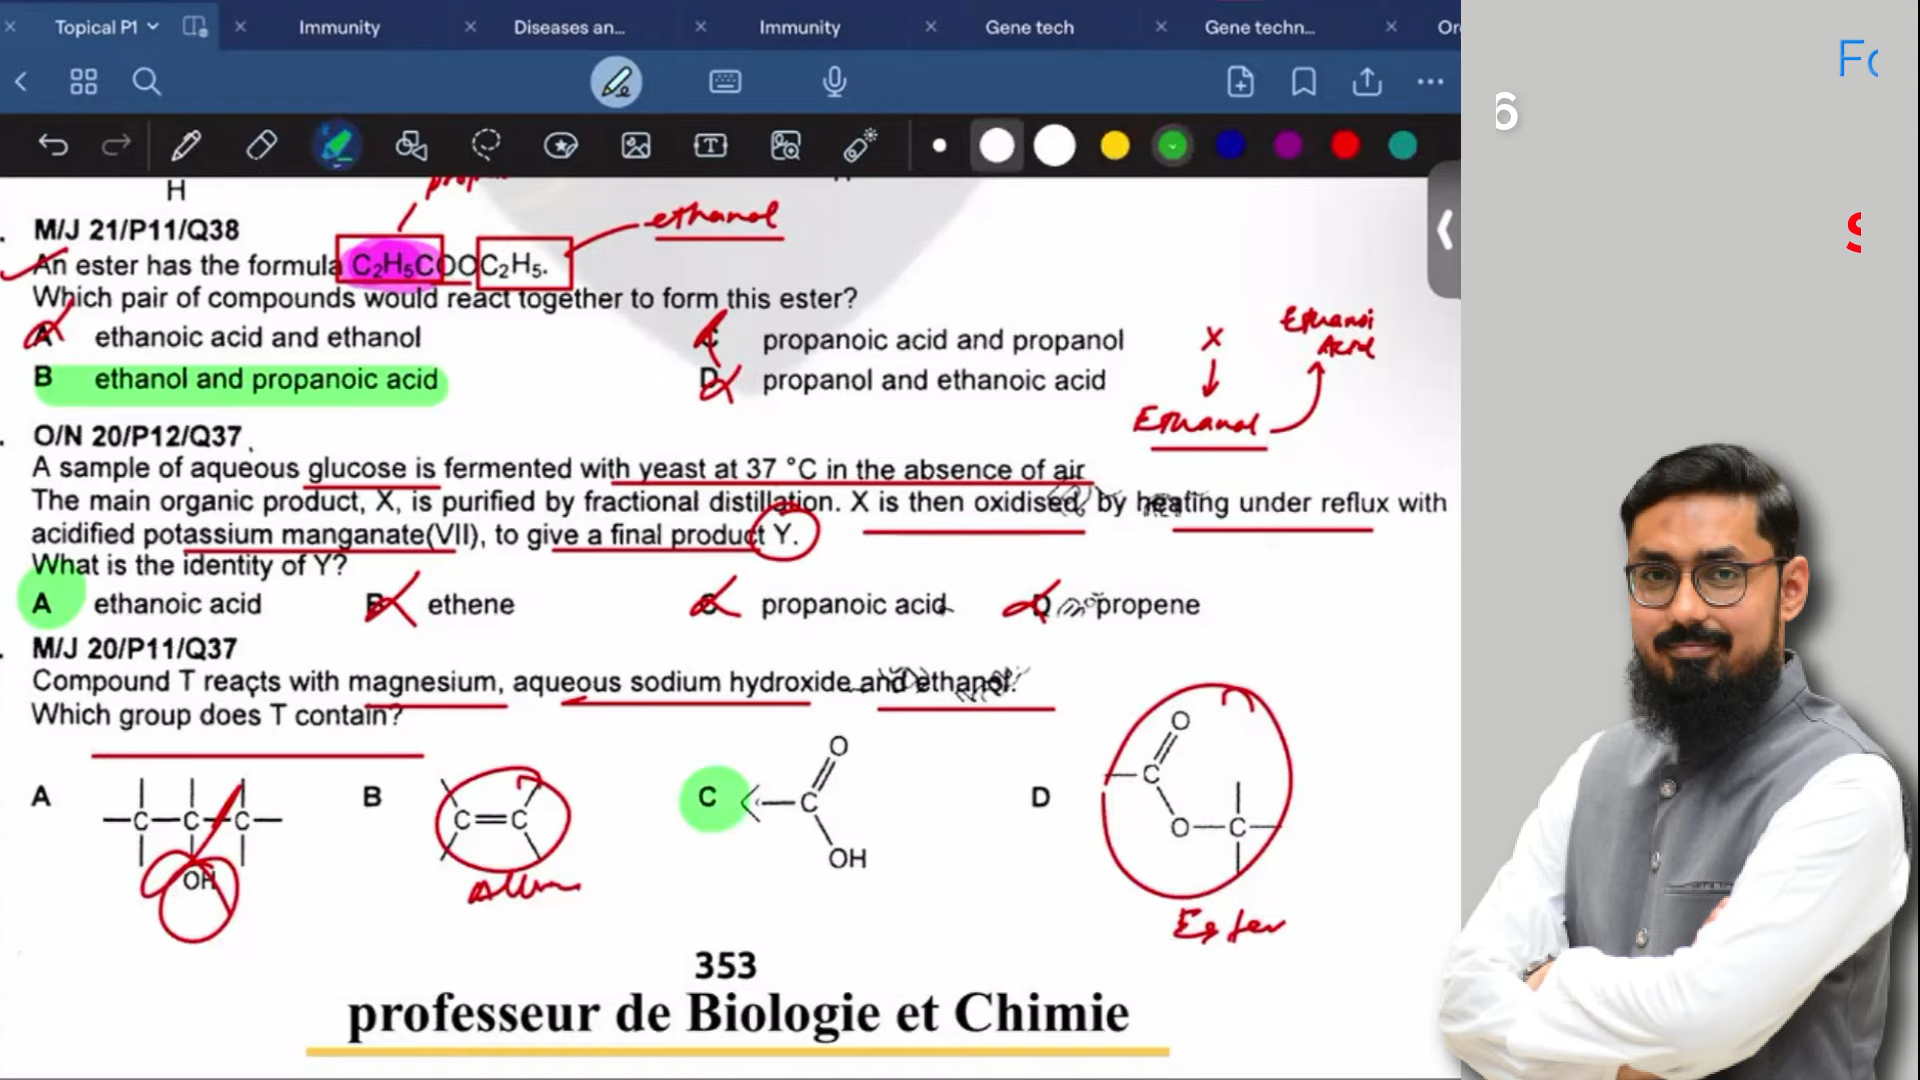 Topical P1
Immunity
Diseases an...
Immunity
Gene tech
Gene techn...
Or
T
H
M/J 21/P11/Q38
An ester has the formula C₂H₅COOC₂H₅.
ethanol
Which pair of compounds would react together to form this ester?
A ethanoic acid and ethanol
C propanoic acid and propanol
B ethanol and propanoic acid
D propanol and ethanoic acid
X
Ethanol
Ethanoi
Acid
O/N 20/P12/Q37
A sample of aqueous glucose is fermented with yeast at 37 °C in the absence of air
The main organic product, X, is purified by fractional distillation. X is then oxidised, by heating under reflux with
acidified potassium manganate(VII), to give a final product Y.
What is the identity of Y?
A ethanoic acid B ethene C propanoic acid D propene
M/J 20/P11/Q37
Compound T reacts with magnesium, aqueous sodium hydroxide and ethanol.
Which group does T contain?
A
C C C
OH
B
C C
C
O
C
OH
D
O
C
O C
Ester
353
professeur de Biologie et Chimie
6
Fo
S